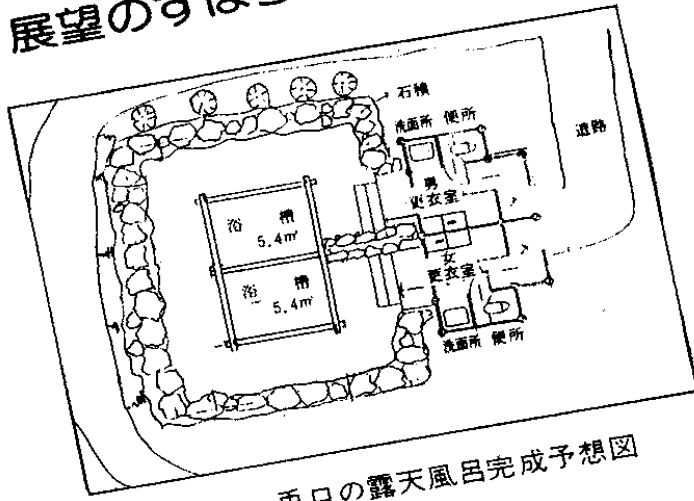 展望のすば
石積
洗面所 便所
道路
男
更衣室
浴槽
5.4㎡
女
更衣室
浴槽
5.4㎡
洗面所 便所
の露天風呂完成予想図